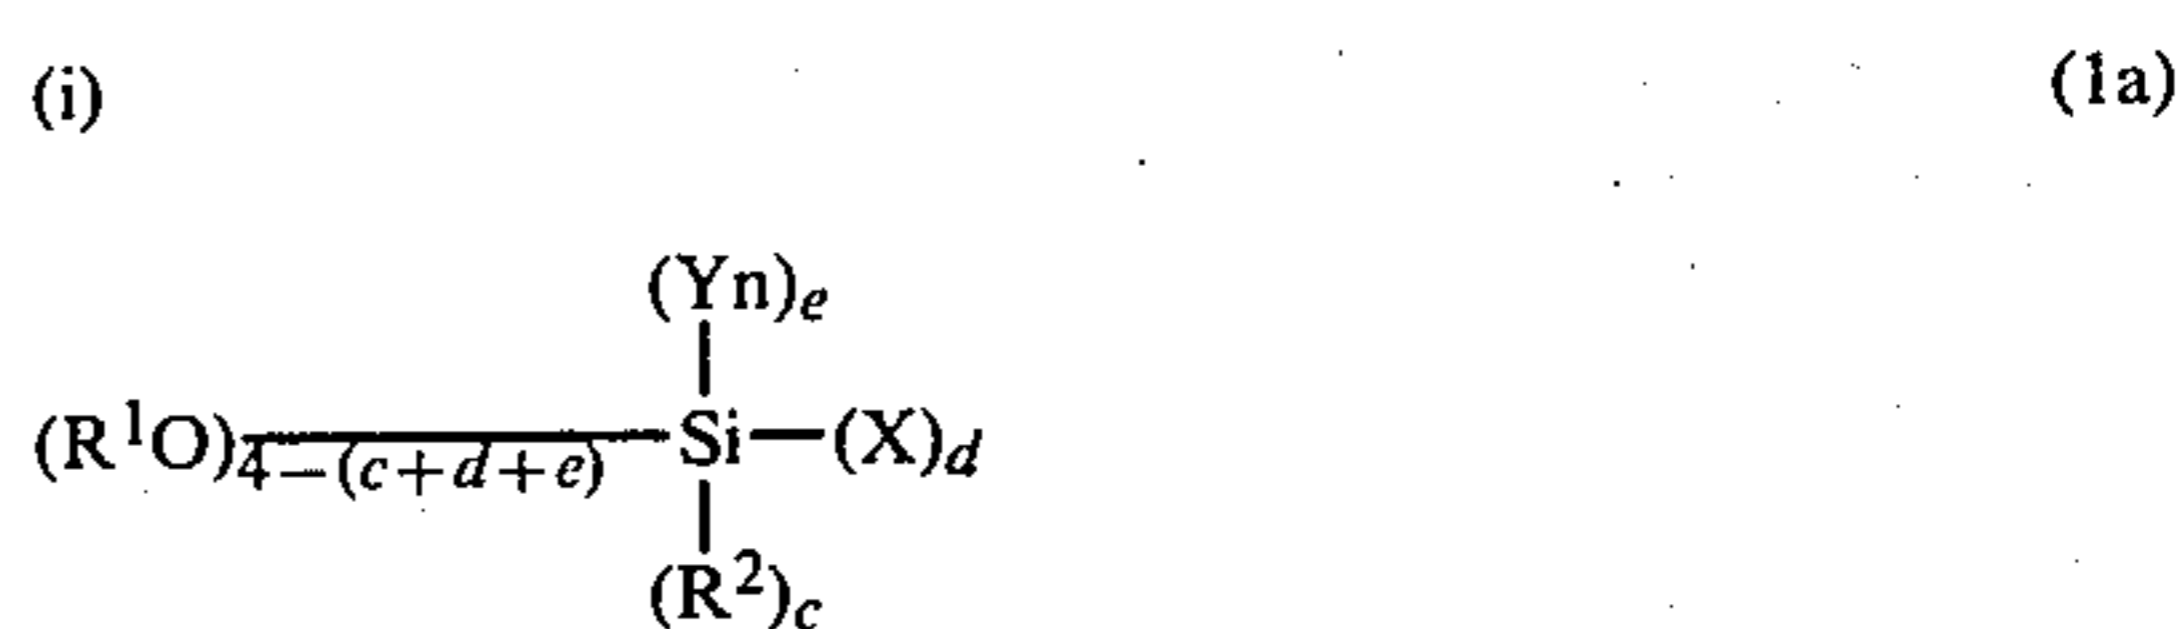 (i) (1a)
(Yn)e
(R¹O)4−(c+d+e) Si (X)d
(R²)c